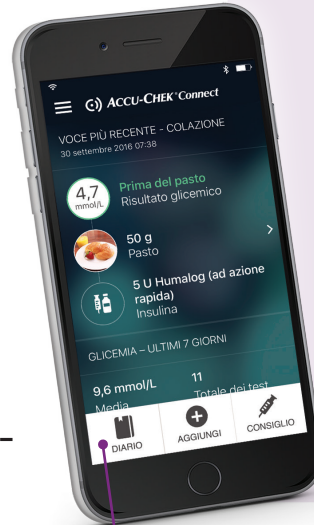 ACCU-CHEK® Connect
VOCE PIÙ RECENTE - COLAZIONE
30 settembre 2016 07:38
4,7
mmol/L
Prima del pasto
Risultato glicemico
50 g
Pasto
5 U Humalog (ad azione
rapida)
Insulina
GLICEMIA – ULTIMI 7 GIORNI
9,6 mmol/L
Media
11
Totale dei test
DIARIO
AGGIUNGI
CONSIGLIO